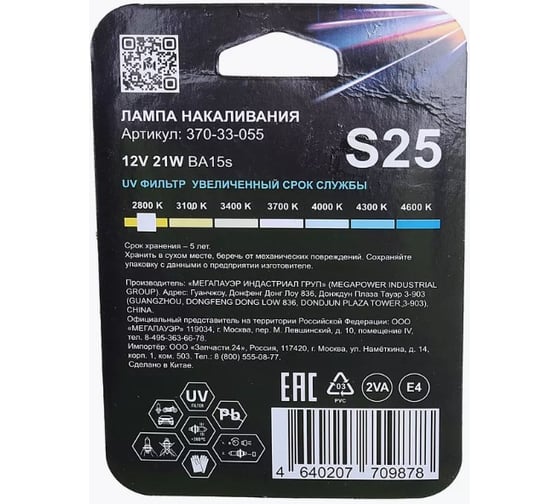 ЛАМПА НАКАЛИВАНИЯ
Артикул: 370-33-055
12V 21W BA15s
S25
UV ФИЛЬТР УВЕЛИЧЕННЫЙ СРОК СЛУЖБЫ
2800 K 3100 K 3400 K 3700 K 4000 K 4300 K 4600 K
Срок хранения – 5 лет.
Хранить в сухом месте, беречь от механических повреждений. Сохраняйте
упаковку с данными о предприятии изготовителе.
Производитель: «МЕГАПАУЭР ИНДАСТРИАЛ ГРУП» (MEGAPOWER INDUSTRIAL
GROUP). Адрес: Гуанчжоу, Донфенг Донг Лоу 836, Донждун Плаза Тауэр 3-903
(GUANGZHOU, DONGFENG DONG LOW 836, DONDJUN PLAZA TOWER,3-903),
CHINA.
Официальный представитель на территории Российской Федерации: ООО
«МЕГАПАУЭР» 119034, г. Москва, пер. М. Левшинский, д. 10, помещение IV,
тел. 8-495-363-66-78.
Импортёр: ООО «Запчасти.24», Россия, 117420, г. Москва, ул. Намёткина, д. 14,
корп. 1, ком. 503. Тел.: 8 (800) 555-08-77.
Сделано в Китае.
UV
FILTER
Pb
EAC
03
PVC
2VA
E4
4 640207 709878